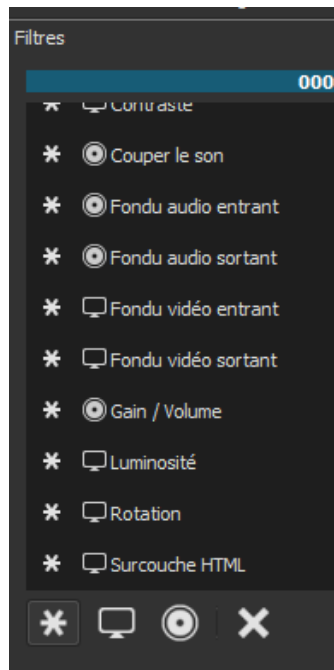 Filtres
000
Contraste
Couper le son
Fondu audio entrant
Fondu audio sortant
Fondu vidéo entrant
Fondu vidéo sortant
Gain / Volume
Luminosité
Rotation
Surcouche HTML